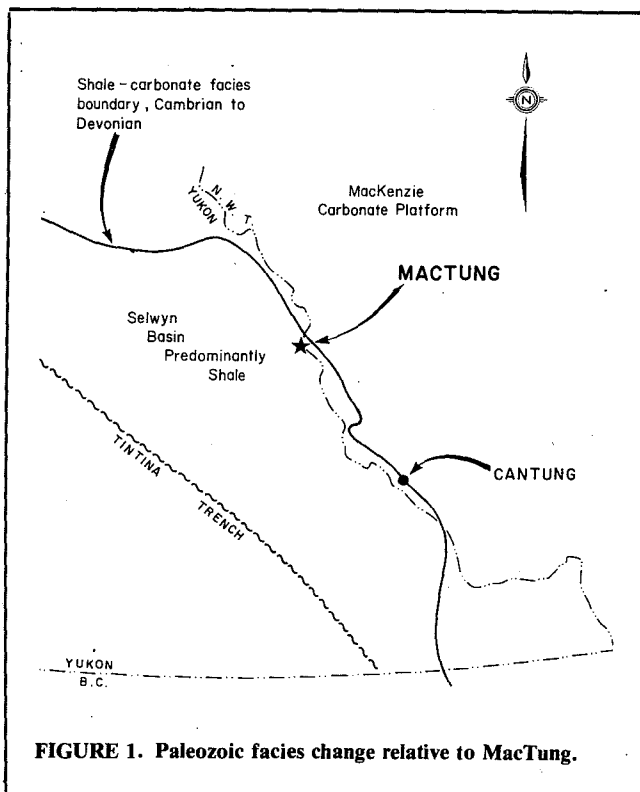 Shale - carbonate facies
boundary, Cambrian to
Devonian
N
N. W. T.
YUKON
MacKenzie
Carbonate Platform
MACTUNG
Selwyn
Basin
Predominantly
Shale
TINTINA
TRENCH
CANTUNG
YUKON
B.C.
FIGURE 1. Paleozoic facies change relative to MacTung.